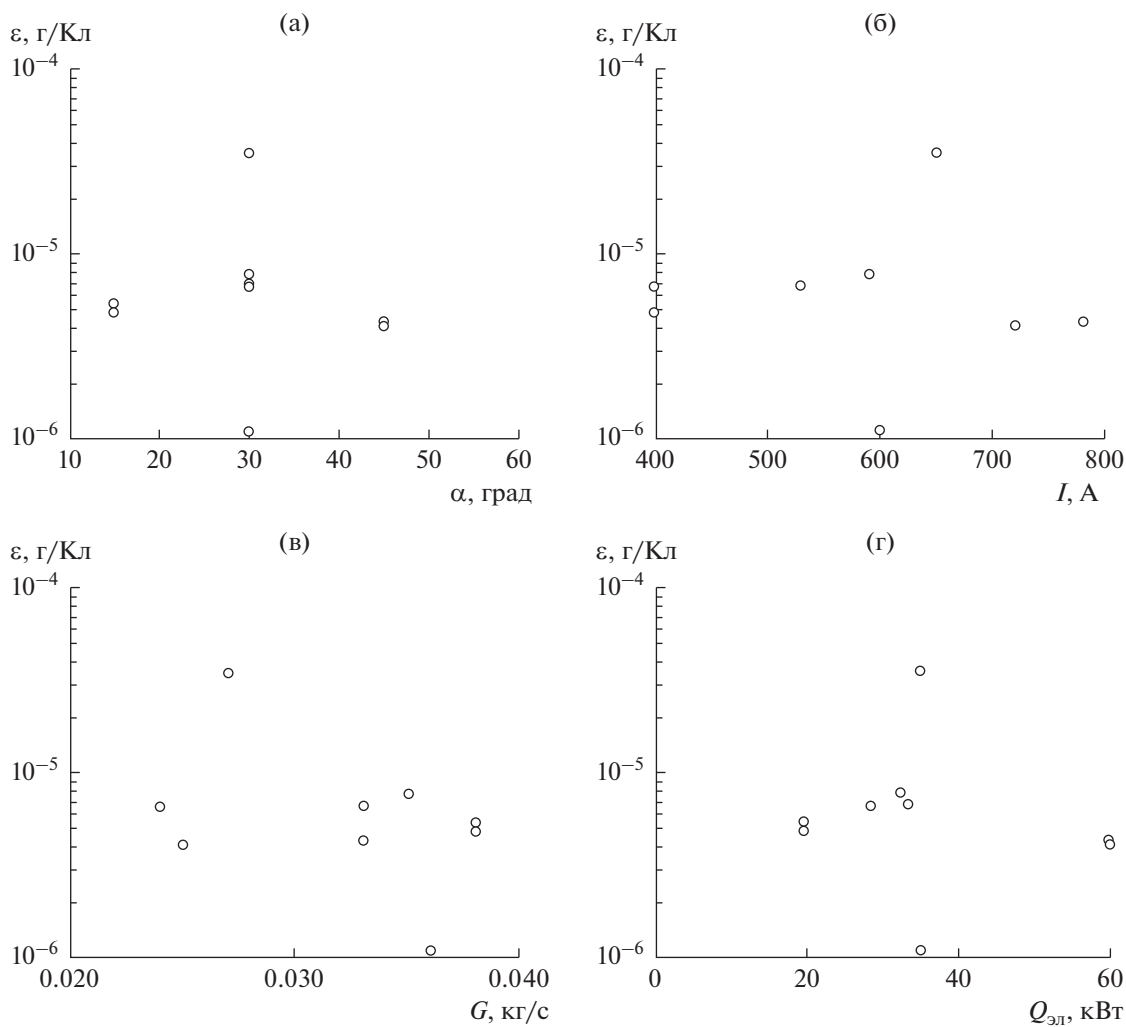 (а)
ε, г/Кл
10⁻⁴
10⁻⁵
10⁻⁶
10 20 30 40 50 60
α, град
(б)
ε, г/Кл
10⁻⁴
10⁻⁵
10⁻⁶
400 500 600 700 800
I, А
(в)
ε, г/Кл
10⁻⁴
10⁻⁵
10⁻⁶
0.020 0.030 0.040
G, кг/с
(г)
ε, г/Кл
10⁻⁴
10⁻⁵
10⁻⁶
0 20 40 60
Qэл, кВт